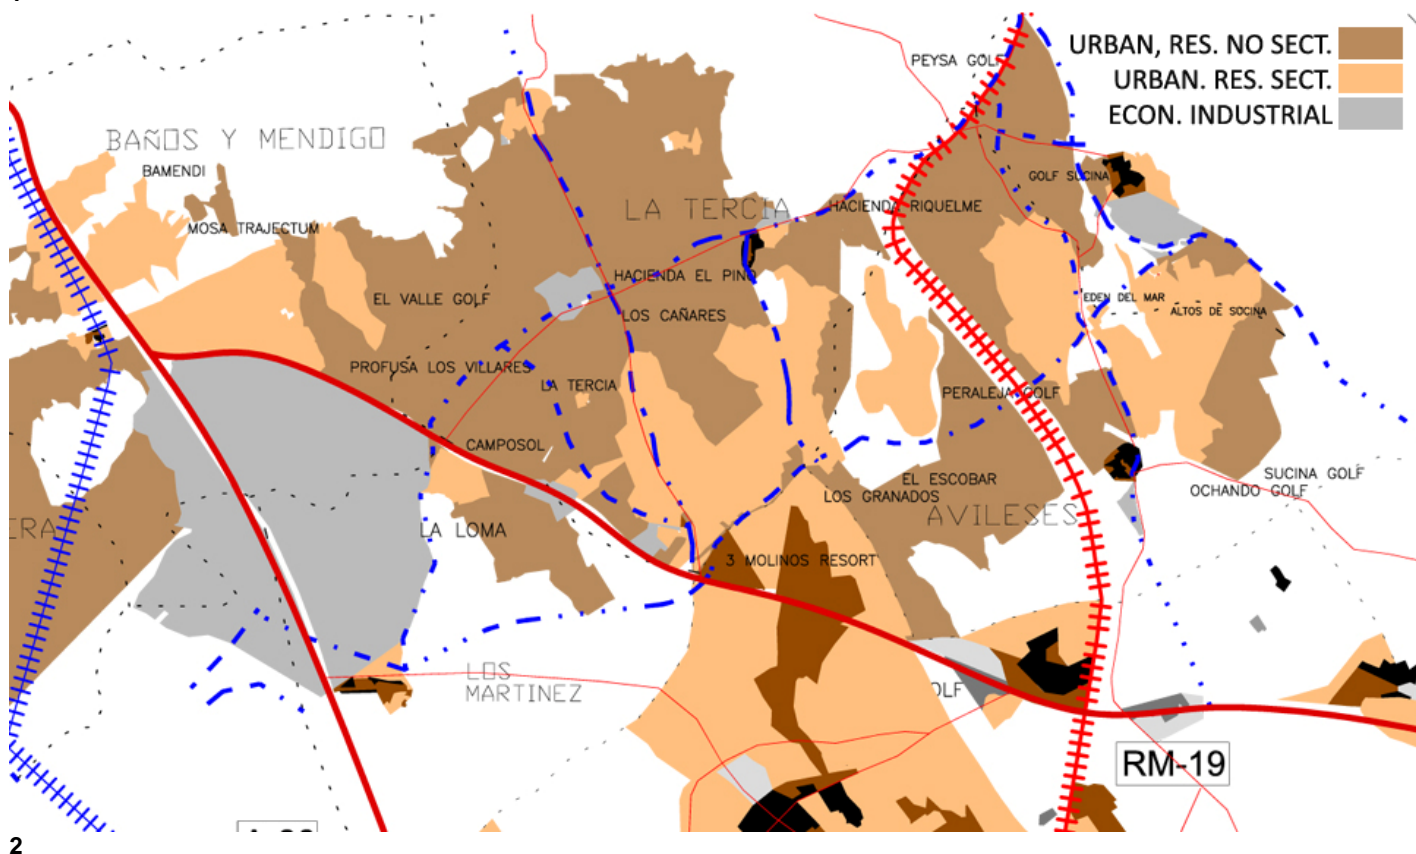 URBAN, RES. NO SECT.
URBAN. RES. SECT.
ECON. INDUSTRIAL
PEYSA GOLF
BAÑOS Y MENDIGO
BAMENDI
GOLF SUCINA
LA TERCIA
HACIENDA RIQUELME
MOSA TRAJECTUM
HACIENDA EL PINO
EL VALLE GOLF
EDEN DEL MAR
ALTOS DE SOCINA
LOS CAÑARES
PROFUSA LOS VILLARES
LA TERCIA
PERALEJA GOLF
CAMPOSOL
EL ESCOBAR
SUCINA GOLF
LOS GRANADOS
OCHANDO GOLF
AVILESES
ERA
LA LOMA
3 MOLINOS RESORT
LOS
MARTINEZ
OLF
RM-19
2